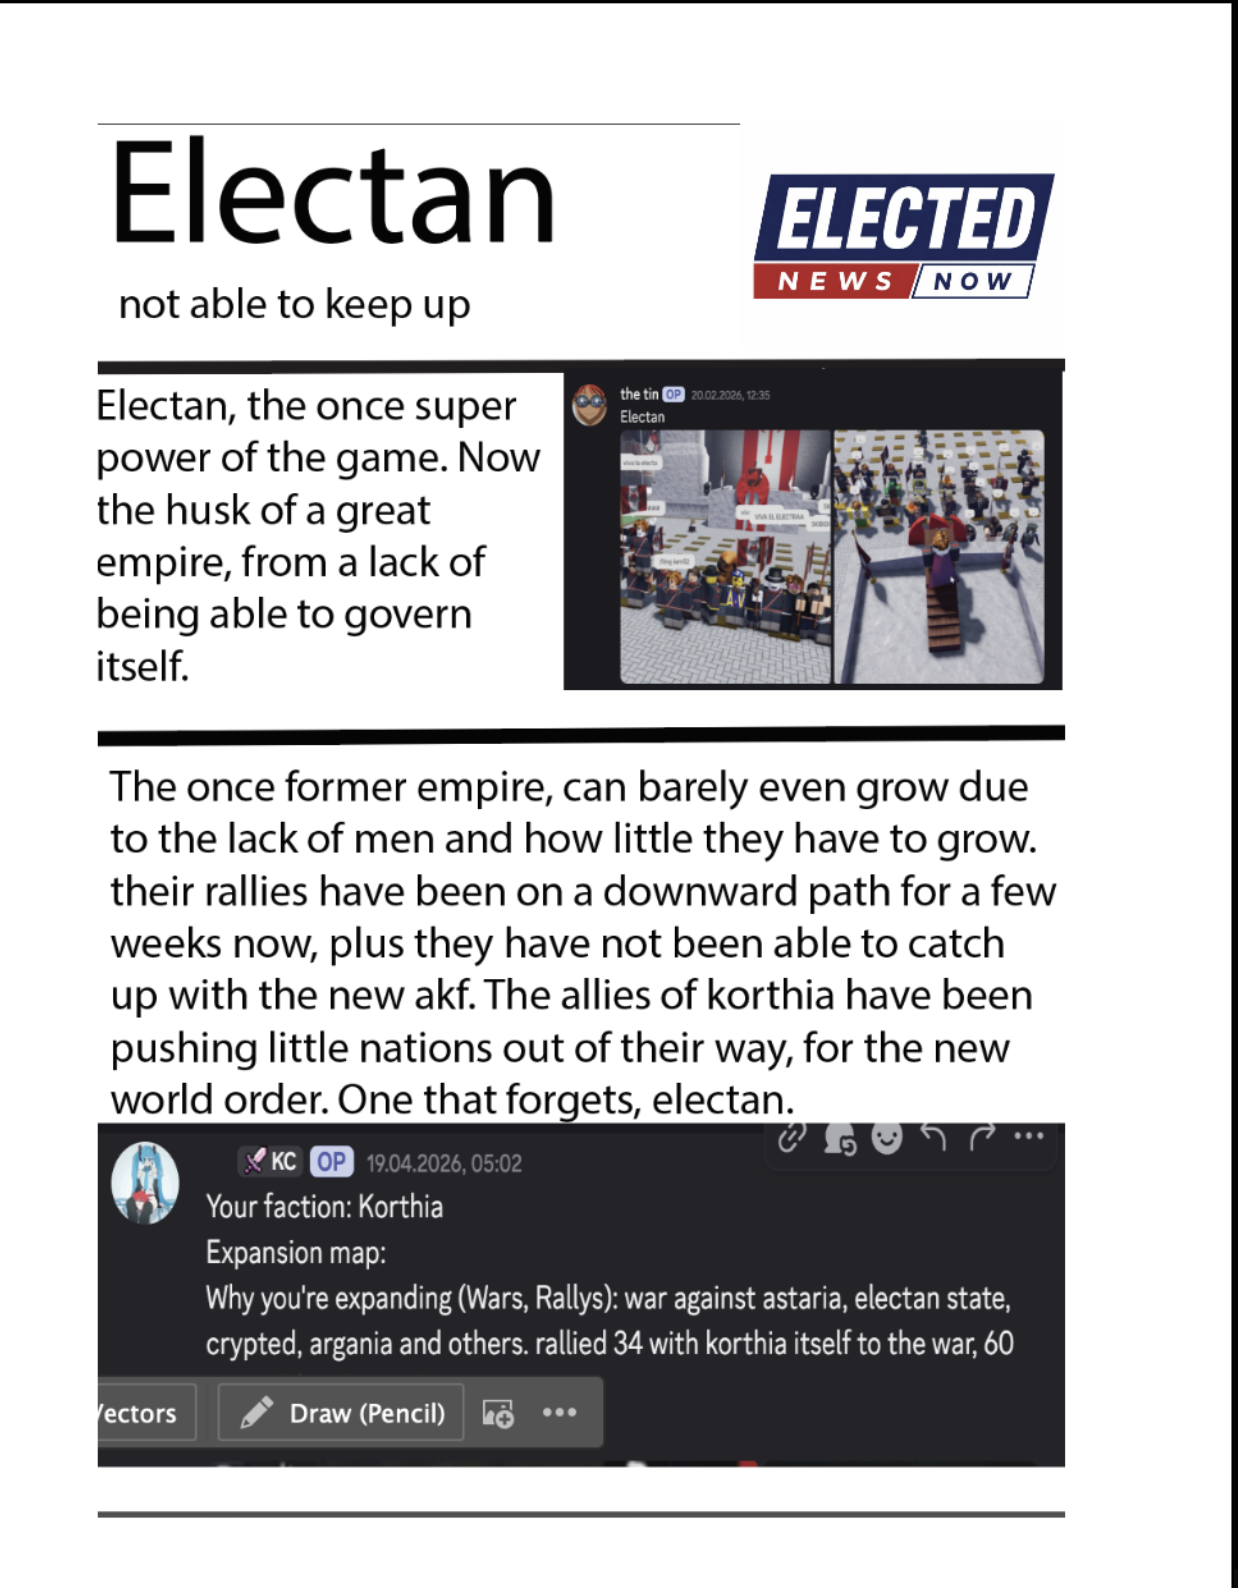 Electan
ELECTED
NEWS NOW
not able to keep up
Electan, the once super
power of the game. Now
the husk of a great
empire, from a lack of
being able to govern
itself.
the tin OP 20.02.2026, 12:35
Electan
viva la electa
VIVA EL ELECTRAA
The once former empire, can barely even grow due
to the lack of men and how little they have to grow.
their rallies have been on a downward path for a few
weeks now, plus they have not been able to catch
up with the new akf. The allies of korthia have been
pushing little nations out of their way, for the new
world order. One that forgets, electan.
KC OP 19.04.2026, 05:02
Your faction: Korthia
Expansion map:
Why you're expanding (Wars, Rallys): war against astaria, electan state,
crypted, argania and others. rallied 34 with korthia itself to the war, 60
Vectors Draw (Pencil)